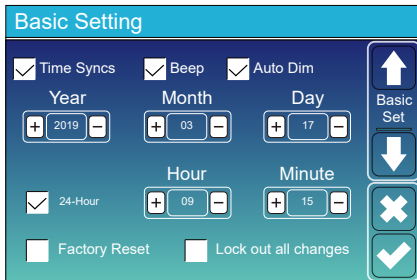 Basic Setting
Time Syncs Beep Auto Dim
Year Month Day
+ 2019 − + 03 − + 17 −
Basic
Set
Hour Minute
24-Hour + 09 − + 15 −
Factory Reset Lock out all changes